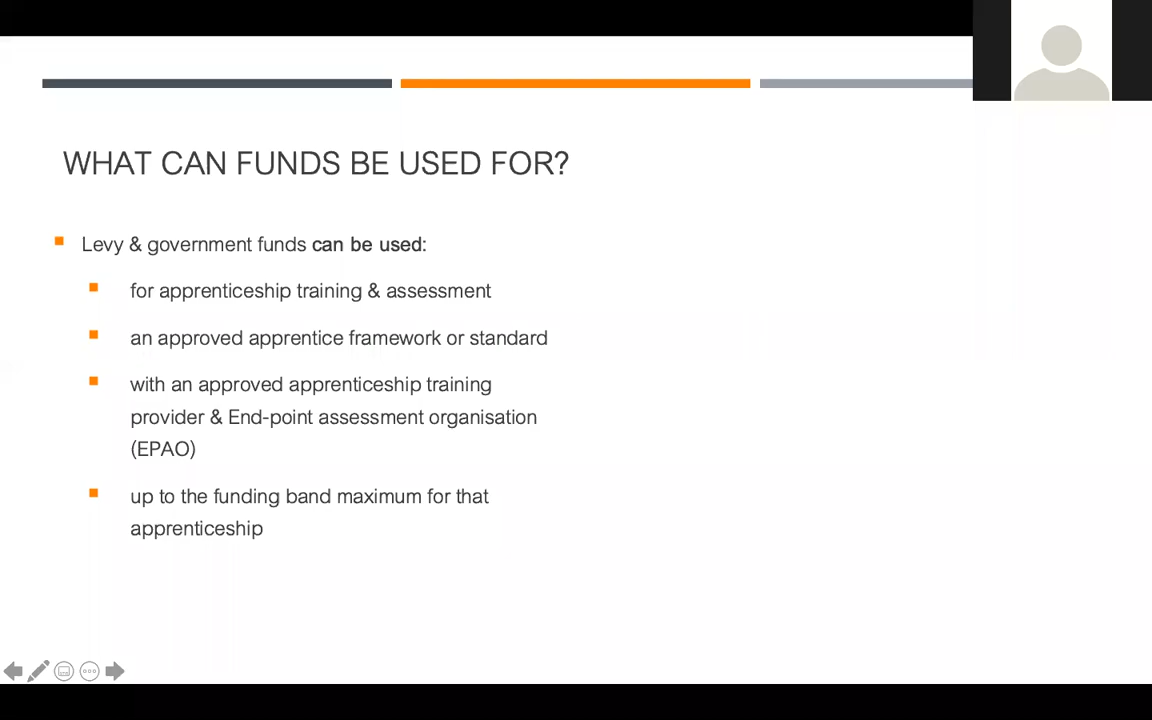 WHAT CAN FUNDS BE USED FOR?
Levy & government funds can be used:
for apprenticeship training & assessment
an approved apprentice framework or standard
with an approved apprenticeship training
provider & End-point assessment organisation
(EPAO)
up to the funding band maximum for that
apprenticeship